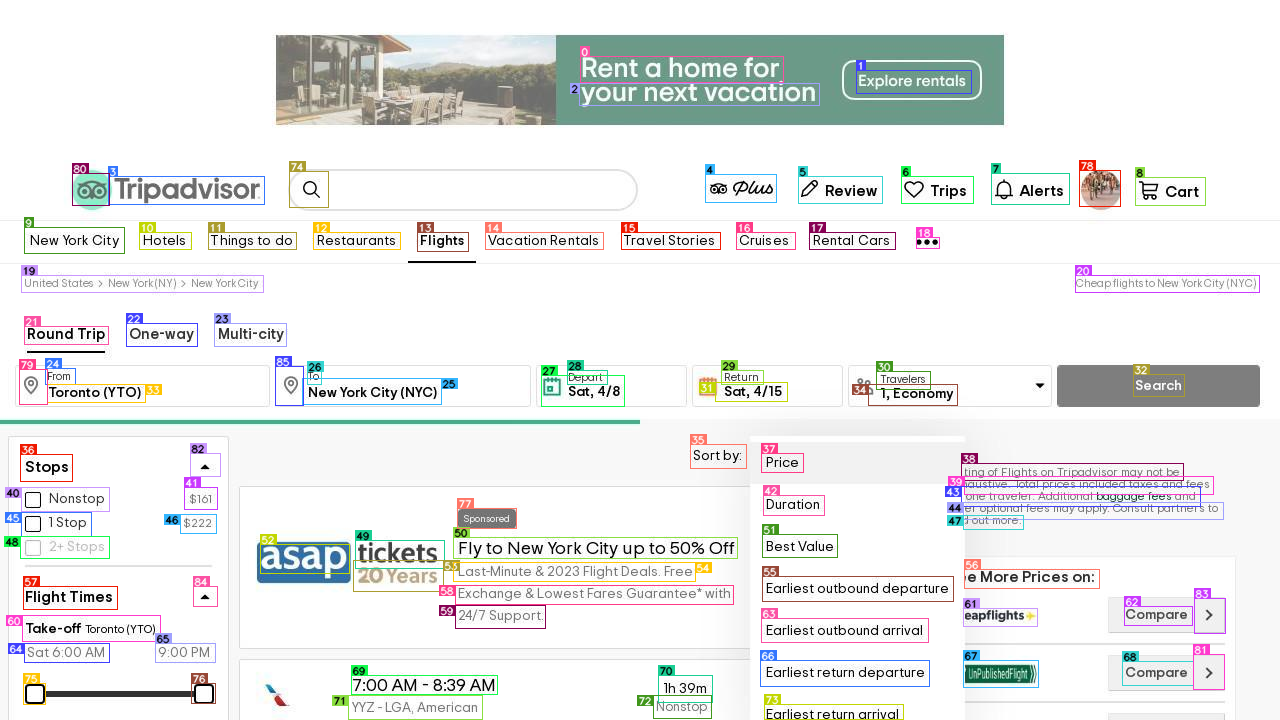 Rent a home for
your next vacation
Explore rentals
Tripadvisor
Plus
Review
Trips
Alerts
Cart
New York City
Hotels
Things to do
Restaurants
Flights
Vacation Rentals
Travel Stories
Cruises
Rental Cars
United States > New York (NY) > New York City
Cheap flights to New York City (NYC)
Round Trip
One-way
Multi-city
From
Toronto (YTO)
To
New York City (NYC)
Depart
Sat, 4/8
Return
Sat, 4/15
Travelers
1, Economy
Search
Stops
Nonstop
$161
1 Stop
$222
2+ Stops
Flight Times
Take-off Toronto (YTO)
Sat 6:00 AM
9:00 PM
Sort by:
Price
Duration
Best Value
Earliest outbound departure
Earliest outbound arrival
Earliest return departure
Earliest return arrival
Sponsored
asap tickets
20 Years
Fly to New York City up to 50% Off
Last-Minute & 2023 Flight Deals. Free
Exchange & Lowest Fares Guarantee* with
24/7 Support.
7:00 AM - 8:39 AM
YYZ - LGA, American
1h 39m
Nonstop
ting of Flights on Tripadvisor may not be
haustive. Total prices included taxes and fees
one traveler. Additional baggage fees and
er optional fees may apply. Consult partners to
d out more.
e More Prices on:
eapflights
Compare
UnPublishedFlight
Compare